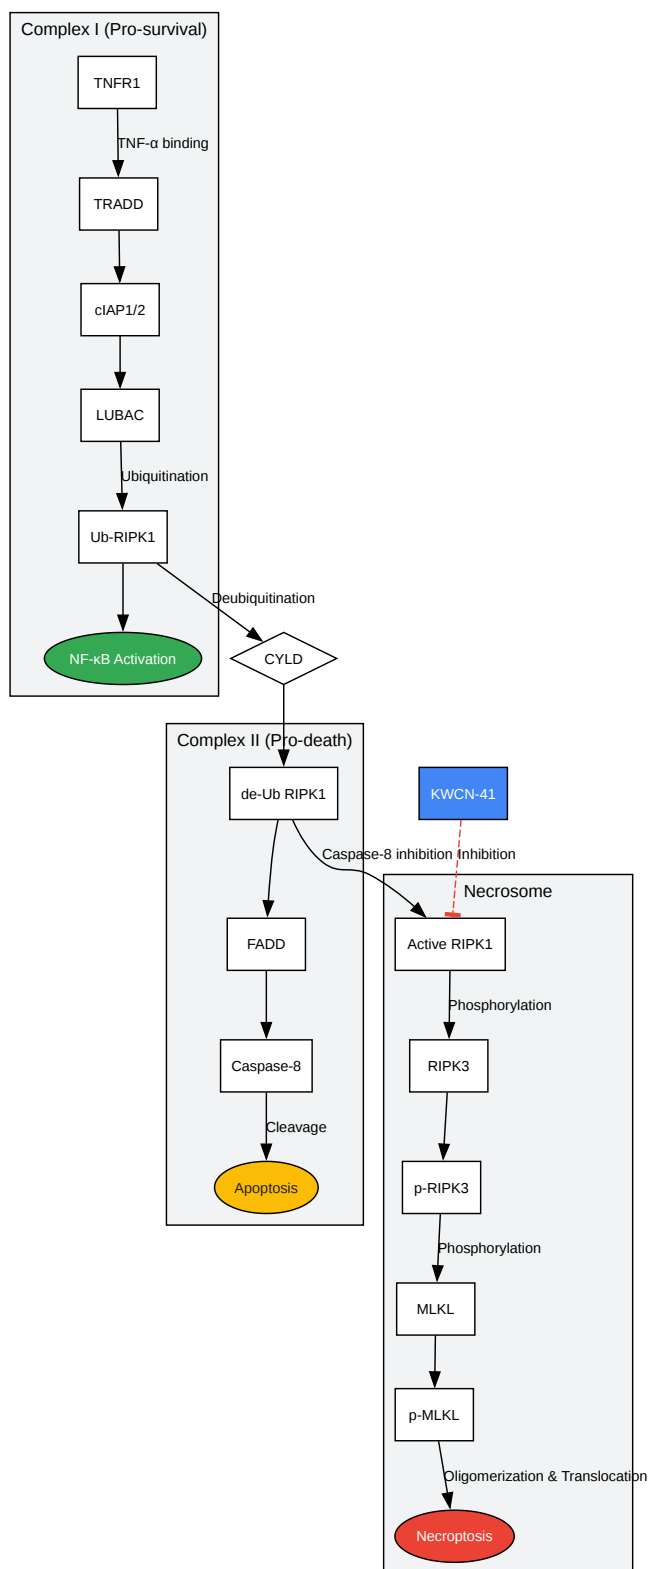 Complex I (Pro-survival)
TNFR1
TNF-α binding
TRADD
cIAP1/2
LUBAC
Ubiquitination
Ub-RIPK1
Deubiquitination
NF-κB Activation
CYLD
Complex II (Pro-death)
de-Ub RIPK1
KWCN-41
Caspase-8 inhibition
Inhibition
Necrosome
FADD
Active RIPK1
Phosphorylation
Caspase-8
RIPK3
Cleavage
Apoptosis
p-RIPK3
Phosphorylation
MLKL
p-MLKL
Oligomerization & Translocation
Necroptosis